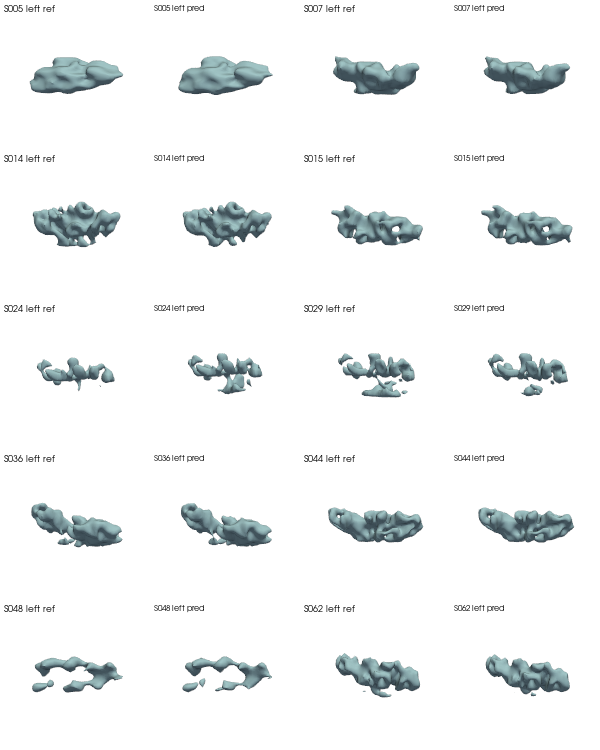 S005 left ref
S005 left pred
S007 left ref
S007 left pred
S014 left ref
S014 left pred
S015 left ref
S015 left pred
S024 left ref
S024 left pred
S029 left ref
S029 left pred
S036 left ref
S036 left pred
S044 left ref
S044 left pred
S048 left ref
S048 left pred
S062 left ref
S062 left pred